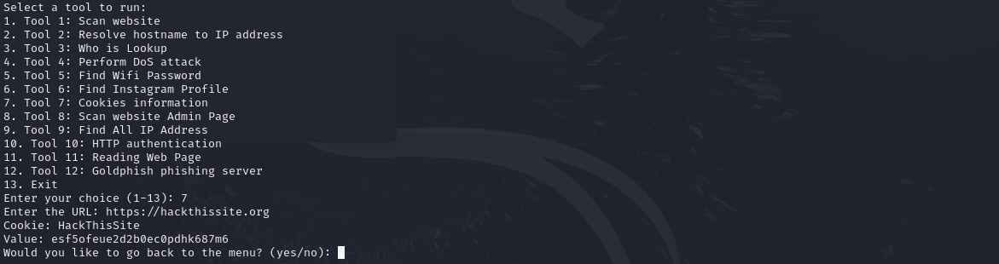 Select a tool to run:
1. Tool 1: Scan website
2. Tool 2: Resolve hostname to IP address
3. Tool 3: Who is Lookup
4. Tool 4: Perform DoS attack
5. Tool 5: Find Wifi Password
6. Tool 6: Find Instagram Profile
7. Tool 7: Cookies information
8. Tool 8: Scan website Admin Page
9. Tool 9: Find All IP Address
10. Tool 10: HTTP authentication
11. Tool 11: Reading Web Page
12. Tool 12: Goldphish phishing server
13. Exit
Enter your choice (1-13): 7
Enter the URL: https://hackthissite.org
Cookie: HackThisSite
Value: esf5ofeue2d2b0ec0pdhk687m6
Would you like to go back to the menu? (yes/no):